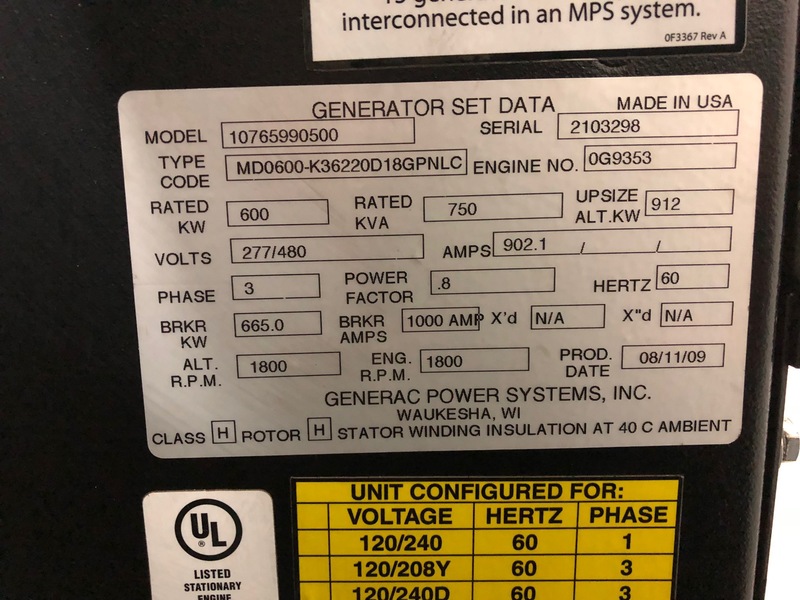 interconnected in an MPS system.
0F3367 Rev A
GENERATOR SET DATA MADE IN USA
MODEL 10765990500 SERIAL 2103298
TYPE CODE MD0600-K36220D18GPNLC ENGINE NO. 0G9353
RATED KW 600 RATED KVA 750 UPSIZE ALT.KW 912
VOLTS 277/480 AMPS 902.1 / /
PHASE 3 POWER FACTOR .8 HERTZ 60
BRKR KW 665.0 BRKR AMPS 1000 AMP X'd N/A X"d N/A
ALT. R.P.M. 1800 ENG. R.P.M. 1800 PROD. DATE 08/11/09
GENERAC POWER SYSTEMS, INC.
WAUKESHA, WI
CLASS H ROTOR H STATOR WINDING INSULATION AT 40 C AMBIENT
UL
LISTED
STATIONARY
ENGINE
UNIT CONFIGURED FOR:
VOLTAGE HERTZ PHASE
120/240 60 1
120/208Y 60 3
120/240D 60 3